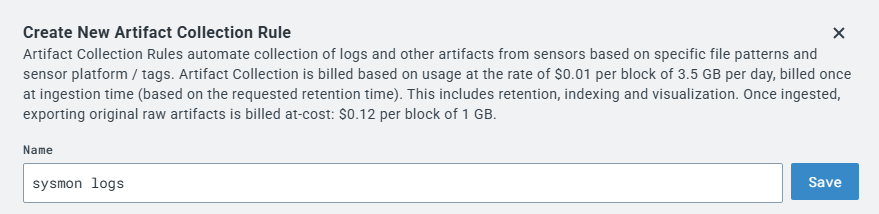 Create New Artifact Collection Rule
Artifact Collection Rules automate collection of logs and other artifacts from sensors based on specific file patterns and
sensor platform / tags. Artifact Collection is billed based on usage at the rate of $0.01 per block of 3.5 GB per day, billed once
at ingestion time (based on the requested retention time). This includes retention, indexing and visualization. Once ingested,
exporting original raw artifacts is billed at-cost: $0.12 per block of 1 GB.
Name
sysmon logs
Save